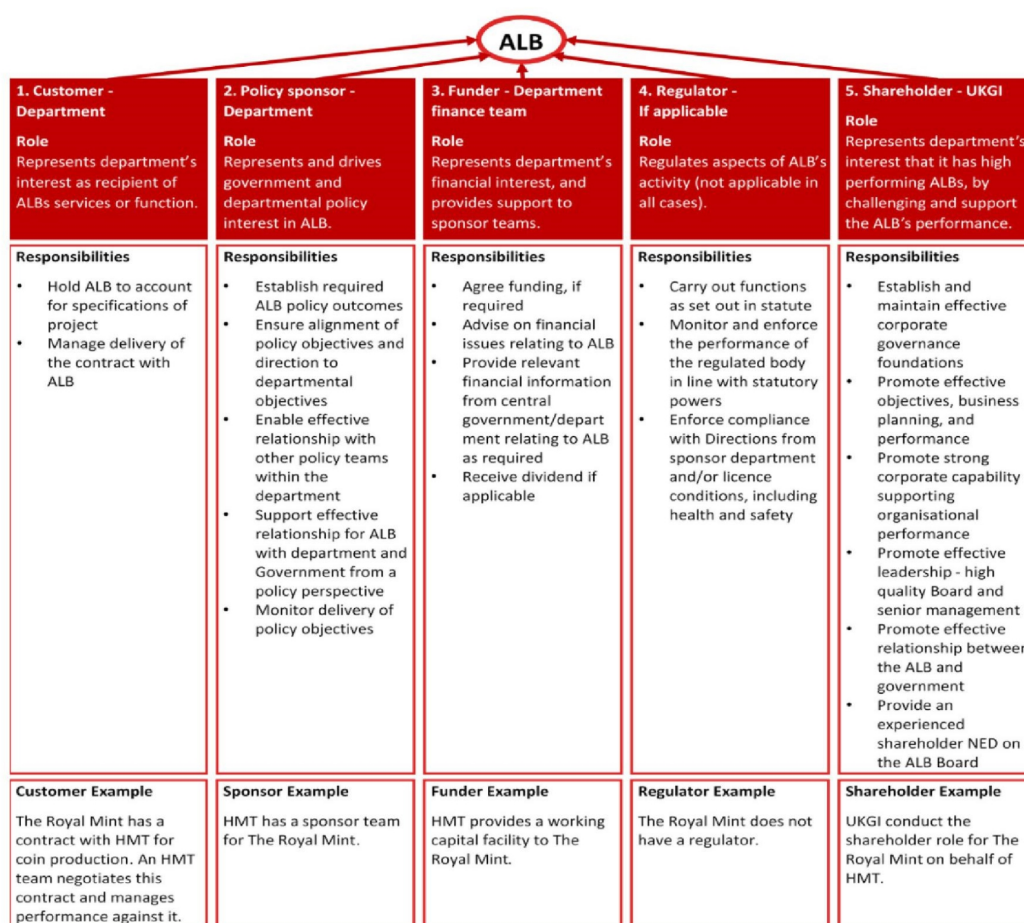 ALB
1. Customer -
Department
Role
Represents department's
interest as recipient of
ALBs services or function.
2. Policy sponsor -
Department
Role
Represents and drives
government and
departmental policy
interest in ALB.
3. Funder - Department
finance team
Role
Represents department's
financial interest, and
provides support to
sponsor teams.
4. Regulator -
If applicable
Role
Regulates aspects of ALB's
activity (not applicable in
all cases).
5. Shareholder - UKGI
Role
Represents department's
interest that it has high
performing ALBs, by
challenging and support
the ALB's performance.
Responsibilities
• Hold ALB to account
for specifications of
project
• Manage delivery of
the contract with
ALB
Responsibilities
• Establish required
ALB policy outcomes
• Ensure alignment of
policy objectives and
direction to
departmental
objectives
• Enable effective
relationship with
other policy teams
within the
department
• Support effective
relationship for ALB
with department and
Government from a
policy perspective
• Monitor delivery of
policy objectives
Responsibilities
• Agree funding, if
required
• Advise on financial
issues relating to ALB
• Provide relevant
financial information
from central
government/depart
ment relating to ALB
as required
• Receive dividend if
applicable
Responsibilities
• Carry out functions
as set out in statute
• Monitor and enforce
the performance of
the regulated body
in line with statutory
powers
• Enforce compliance
with Directions from
sponsor department
and/or licence
conditions, including
health and safety
Responsibilities
• Establish and
maintain effective
corporate
governance
foundations
• Promote effective
objectives, business
planning, and
performance
• Promote strong
corporate capability
supporting
organisational
performance
• Promote effective
leadership - high
quality Board and
senior management
• Promote effective
relationship between
the ALB and
government
• Provide an
experienced
shareholder NED on
the ALB Board
Customer Example
The Royal Mint has a
contract with HMT for
coin production. An HMT
team negotiates this
contract and manages
performance against it.
Sponsor Example
HMT has a sponsor team
for The Royal Mint.
Funder Example
HMT provides a working
capital facility to The
Royal Mint.
Regulator Example
The Royal Mint does not
have a regulator.
Shareholder Example
UKGI conduct the
shareholder role for The
Royal Mint on behalf of
HMT.